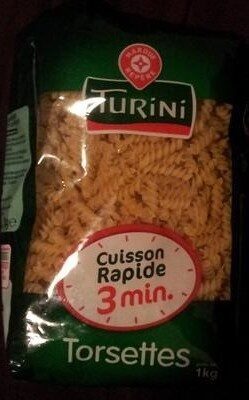 MARQUE
REPÈRE
TURINI
Cuisson
Rapide
3 min.
Torsettes
1kg